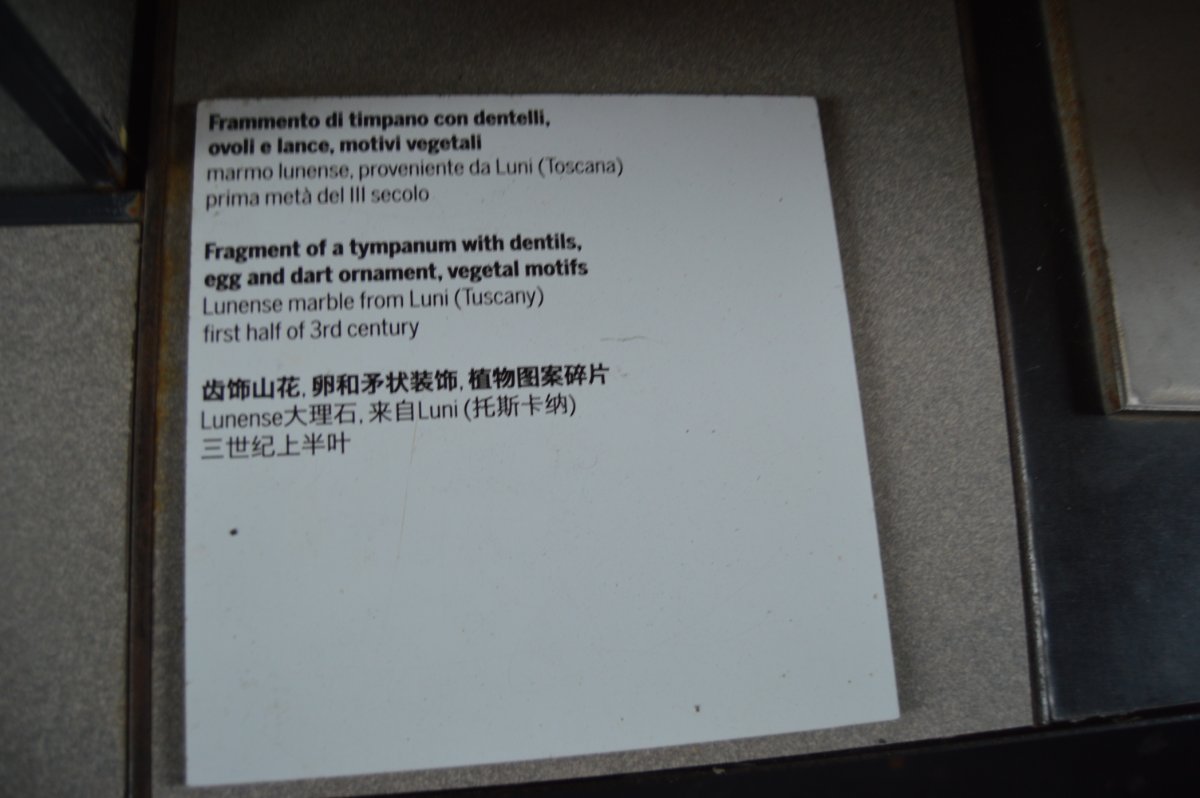 Frammento di timpano con dentelli,
ovoli e lance, motivi vegetali
marmo lunense, proveniente da Luni (Toscana)
prima metà del III secolo
Fragment of a tympanum with dentils,
egg and dart ornament, vegetal motifs
Lunense marble from Luni (Tuscany)
first half of 3rd century
齿饰山花, 卵和矛状装饰, 植物图案碎片
Lunense大理石, 来自Luni (托斯卡纳)
三世纪上半叶